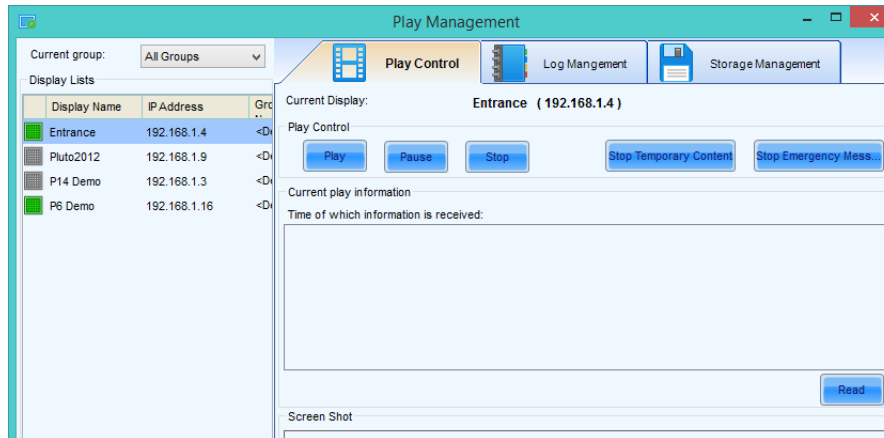 Play Management
Current group: All Groups
Display Lists
Display Name IP Address Grc
Entrance 192.168.1.4 <D
Pluto2012 192.168.1.9 <D
P14 Demo 192.168.1.3 <D
P6 Demo 192.168.1.16 <D
Play Control Log Mangement Storage Management
Current Display: Entrance ( 192.168.1.4 )
Play Control
Play Pause Stop Stop Temporary Content Stop Emergency Mess...
Current play information
Time of which information is received:
Read
Screen Shot